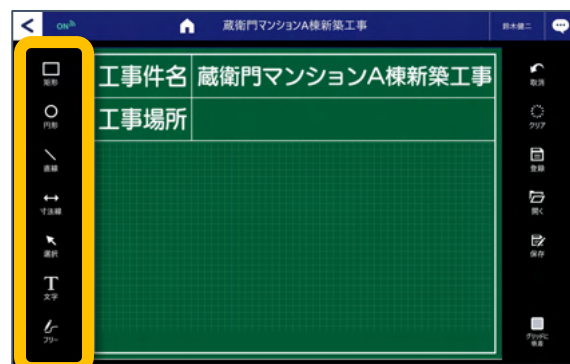 ON
蔵衛門マンションA棟新築工事
鈴木健二
工事件名 蔵衛門マンションA棟新築工事
工事場所
矩形
円形
直線
寸法線
選択
T
文字
フリー
取消
クリア
登録
開く
保存
グリッドに
吸着